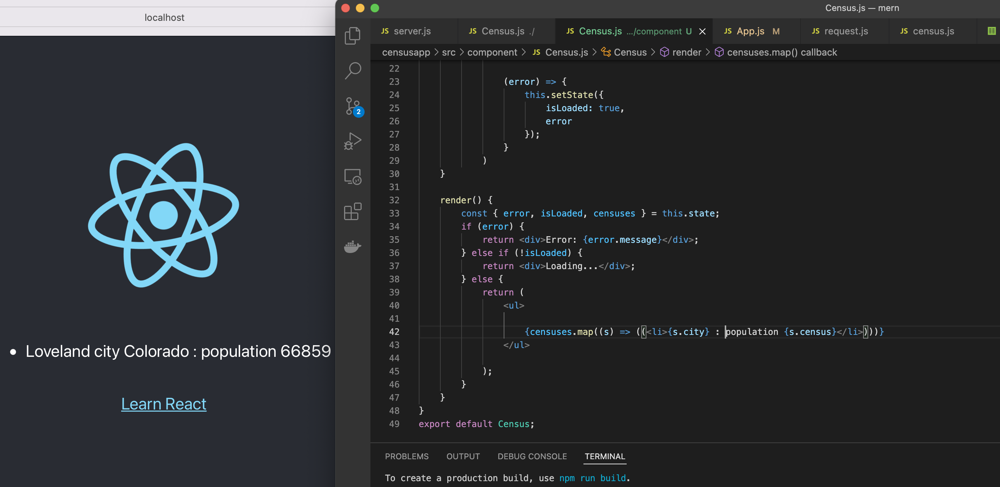 localhost
• Loveland city Colorado : population 66859
Learn React
Census.js — mern
JS server.js JS Census.js ./ JS Census.js .../component U JS App.js M JS request.js JS census.js
censusapp > src > component > JS Census.js > Census > render > censuses.map() callback
2
22
23 (error) => {
24 this.setState({
25 isLoaded: true,
26 error
27 });
28 }
29 )
30 }
31
32 render() {
33 const { error, isLoaded, censuses } = this.state;
34 if (error) {
35 return <div>Error: {error.message}</div>;
36 } else if (!isLoaded) {
37 return <div>Loading...</div>;
38 } else {
39 return (
40 <ul>
41
42 {censuses.map((s) => ((<li>{s.city} : population {s.census}</li>)))}
43 </ul>
44
45 );
46 }
47 }
48 }
49 export default Census;
PROBLEMS OUTPUT DEBUG CONSOLE TERMINAL
To create a production build, use npm run build.